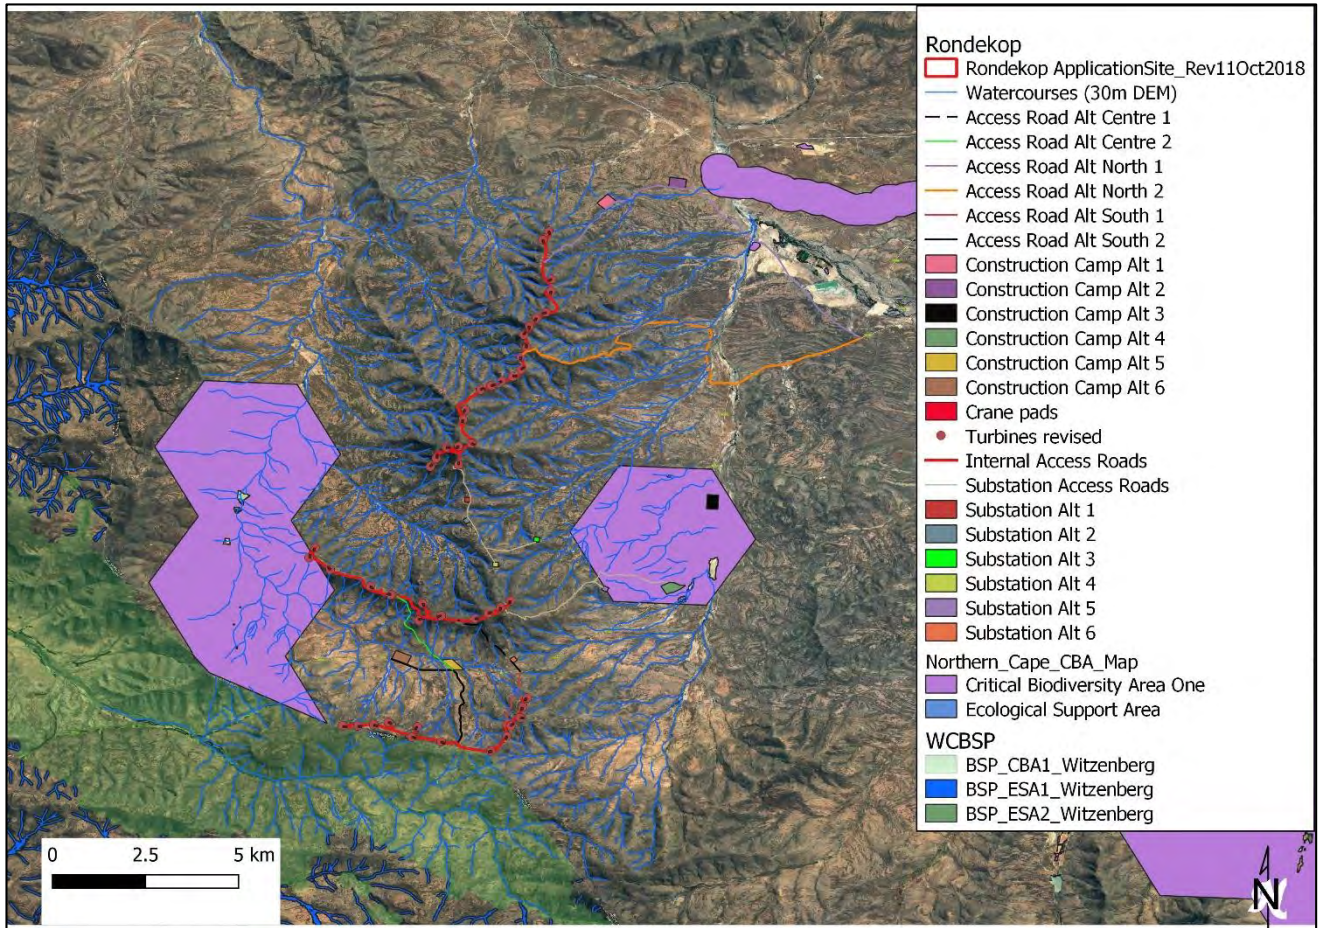 Rondekop
Rondekop ApplicationSite_Rev11Oct2018
Watercourses (30m DEM)
Access Road Alt Centre 1
Access Road Alt Centre 2
Access Road Alt North 1
Access Road Alt North 2
Access Road Alt South 1
Access Road Alt South 2
Construction Camp Alt 1
Construction Camp Alt 2
Construction Camp Alt 3
Construction Camp Alt 4
Construction Camp Alt 5
Construction Camp Alt 6
Crane pads
Turbines revised
Internal Access Roads
Substation Access Roads
Substation Alt 1
Substation Alt 2
Substation Alt 3
Substation Alt 4
Substation Alt 5
Substation Alt 6
Northern_Cape_CBA_Map
Critical Biodiversity Area One
Ecological Support Area
WCBSP
BSP_CBA1_Witzenberg
BSP_ESA1_Witzenberg
BSP_ESA2_Witzenberg
0 2.5 5 km
N